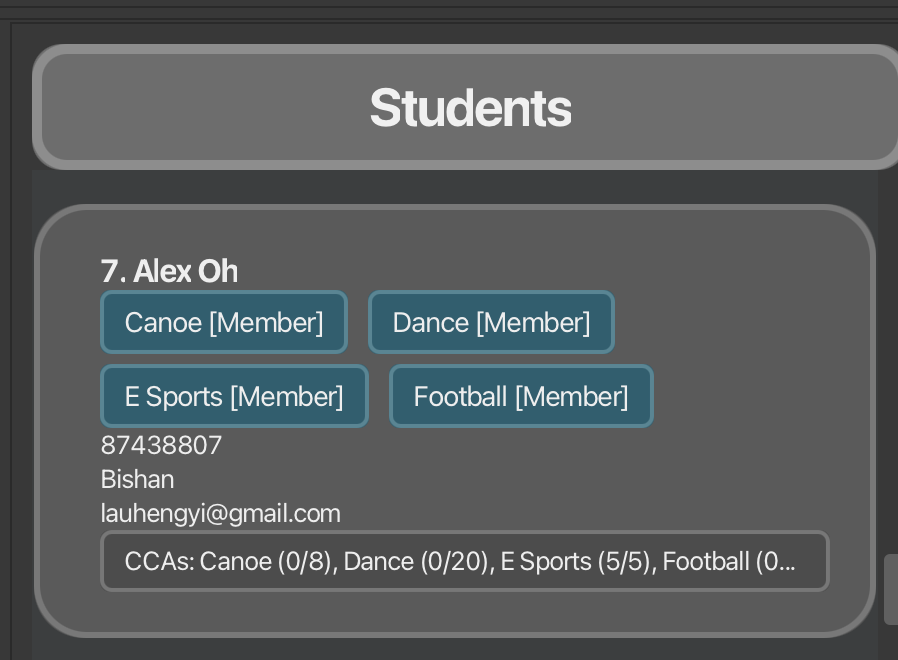 Students
7. Alex Oh
Canoe [Member] Dance [Member]
E Sports [Member] Football [Member]
87438807
Bishan
lauhengyi@gmail.com
CCAs: Canoe (0/8), Dance (0/20), E Sports (5/5), Football (0...